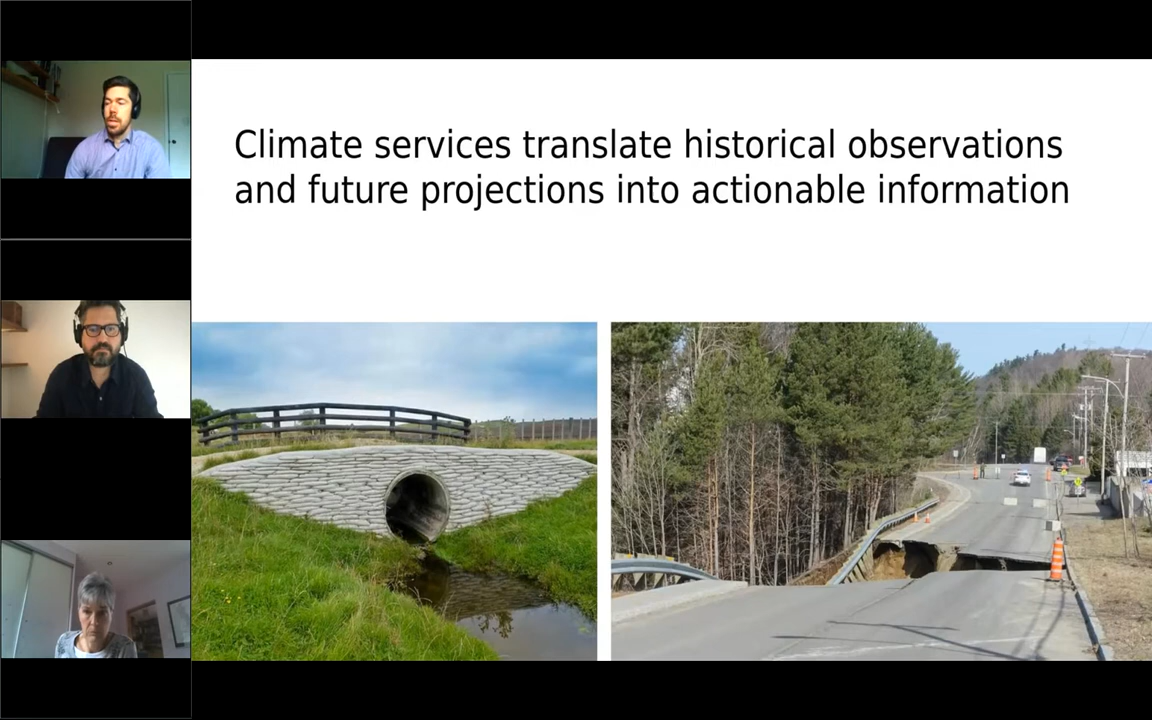 Climate services translate historical observations
and future projections into actionable information